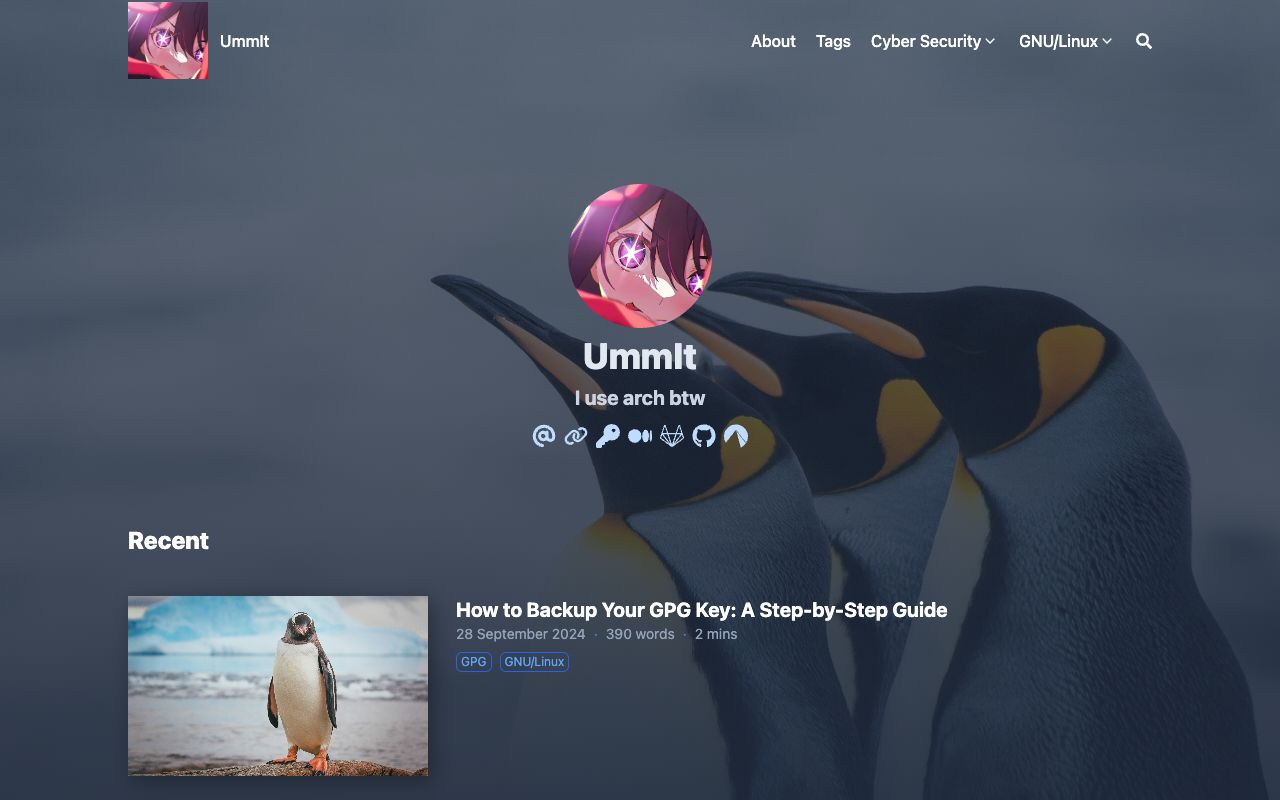 UmmIt
About
Tags
Cyber Security
GNU/Linux
UmmIt
I use arch btw
Recent
How to Backup Your GPG Key: A Step-by-Step Guide
28 September 2024 · 390 words · 2 mins
GPG
GNU/Linux